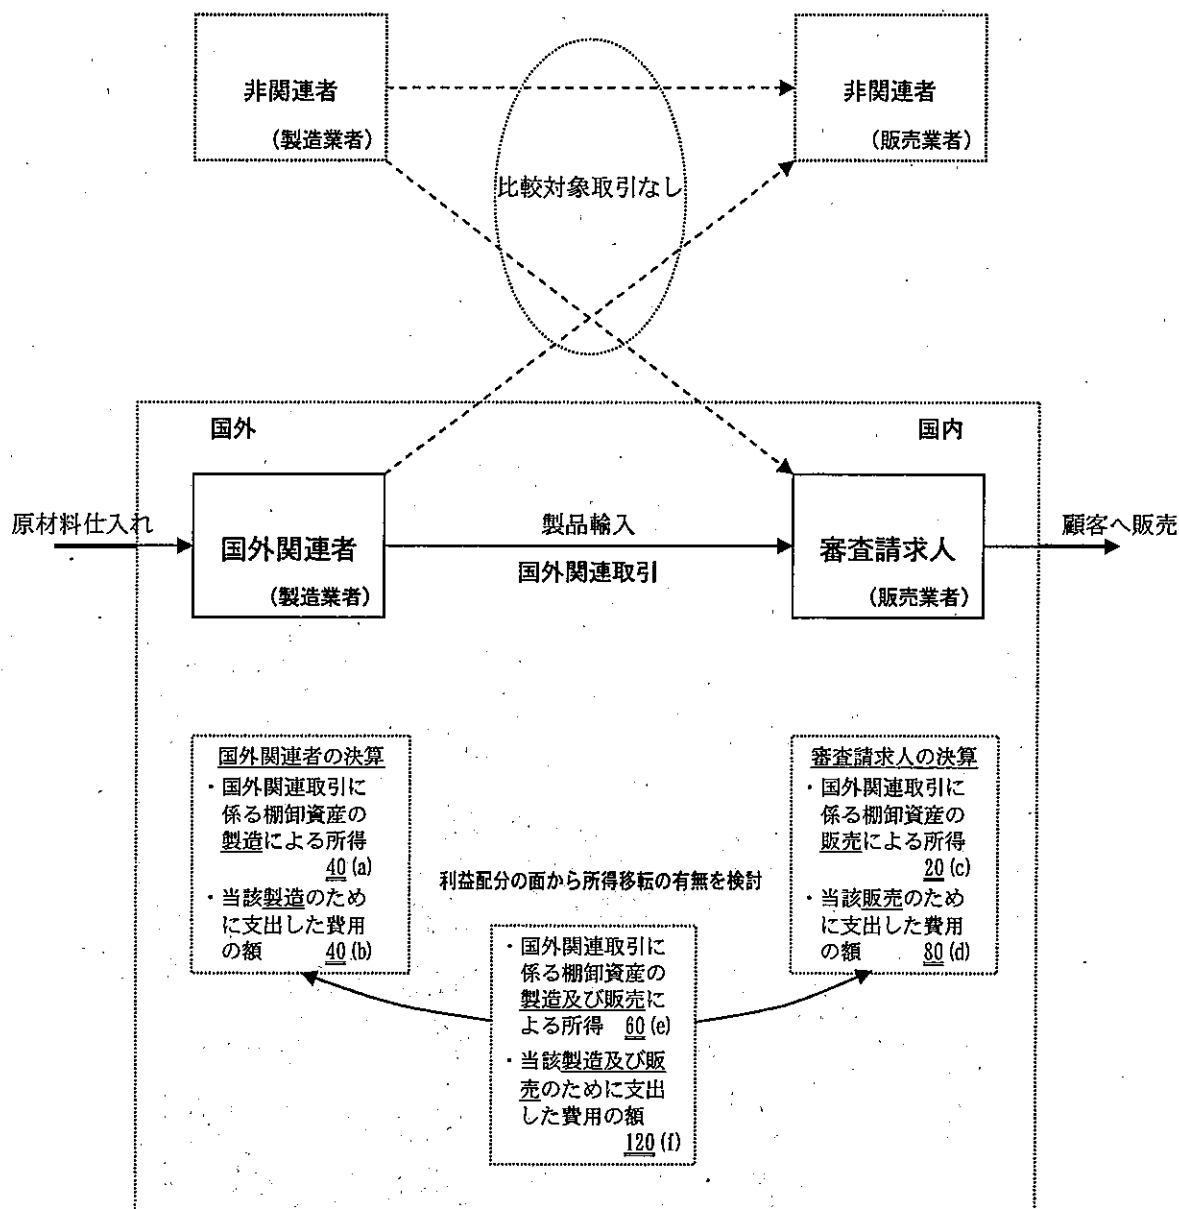 非関連者
(製造業者)
非関連者
(販売業者)
比較対象取引なし
国外
国内
原材料仕入れ
国外関連者
(製造業者)
製品輸入
国外関連取引
審査請求人
(販売業者)
顧客へ販売
国外関連者の決算
・国外関連取引に
係る棚卸資産の
製造による所得
40(a)
・当該製造のため
に支出した費用
の額 40(b)
審査請求人の決算
・国外関連取引に
係る棚卸資産の
販売による所得
20(c)
・当該販売のため
に支出した費用
の額 80(d)
利益配分の面から所得移転の有無を検討
・国外関連取引に
係る棚卸資産の
製造及び販売に
よる所得 60(e)
・当該製造及び販
売のために支出
した費用の額
120(f)